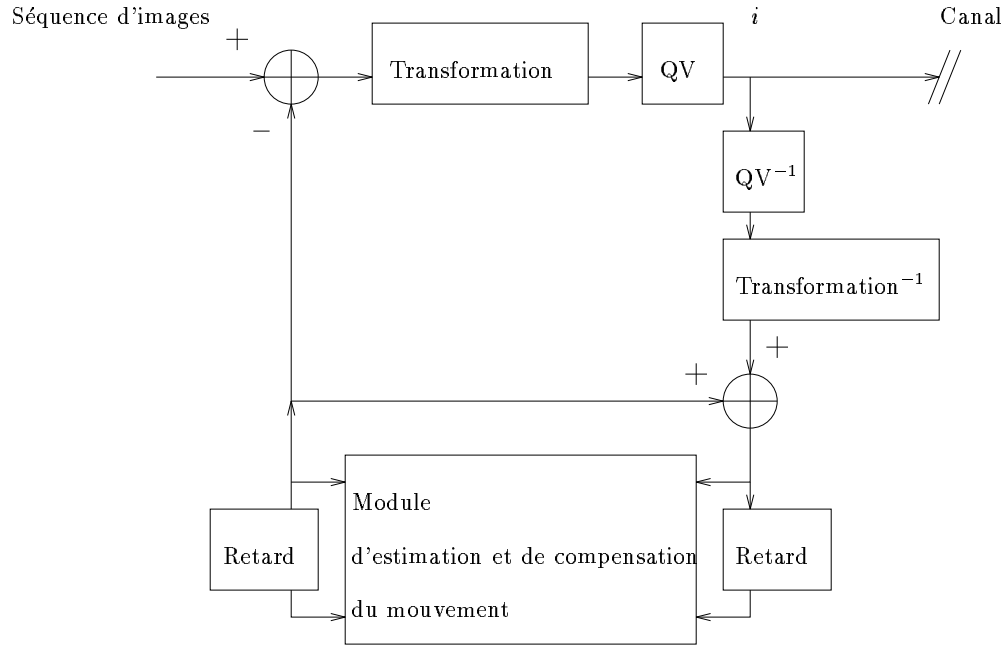 Séquence d'images
i
Canal
+
Transformation
QV
−
QV⁻¹
Transformation⁻¹
+
+
Module
d'estimation et de compensation
du mouvement
Retard
Retard